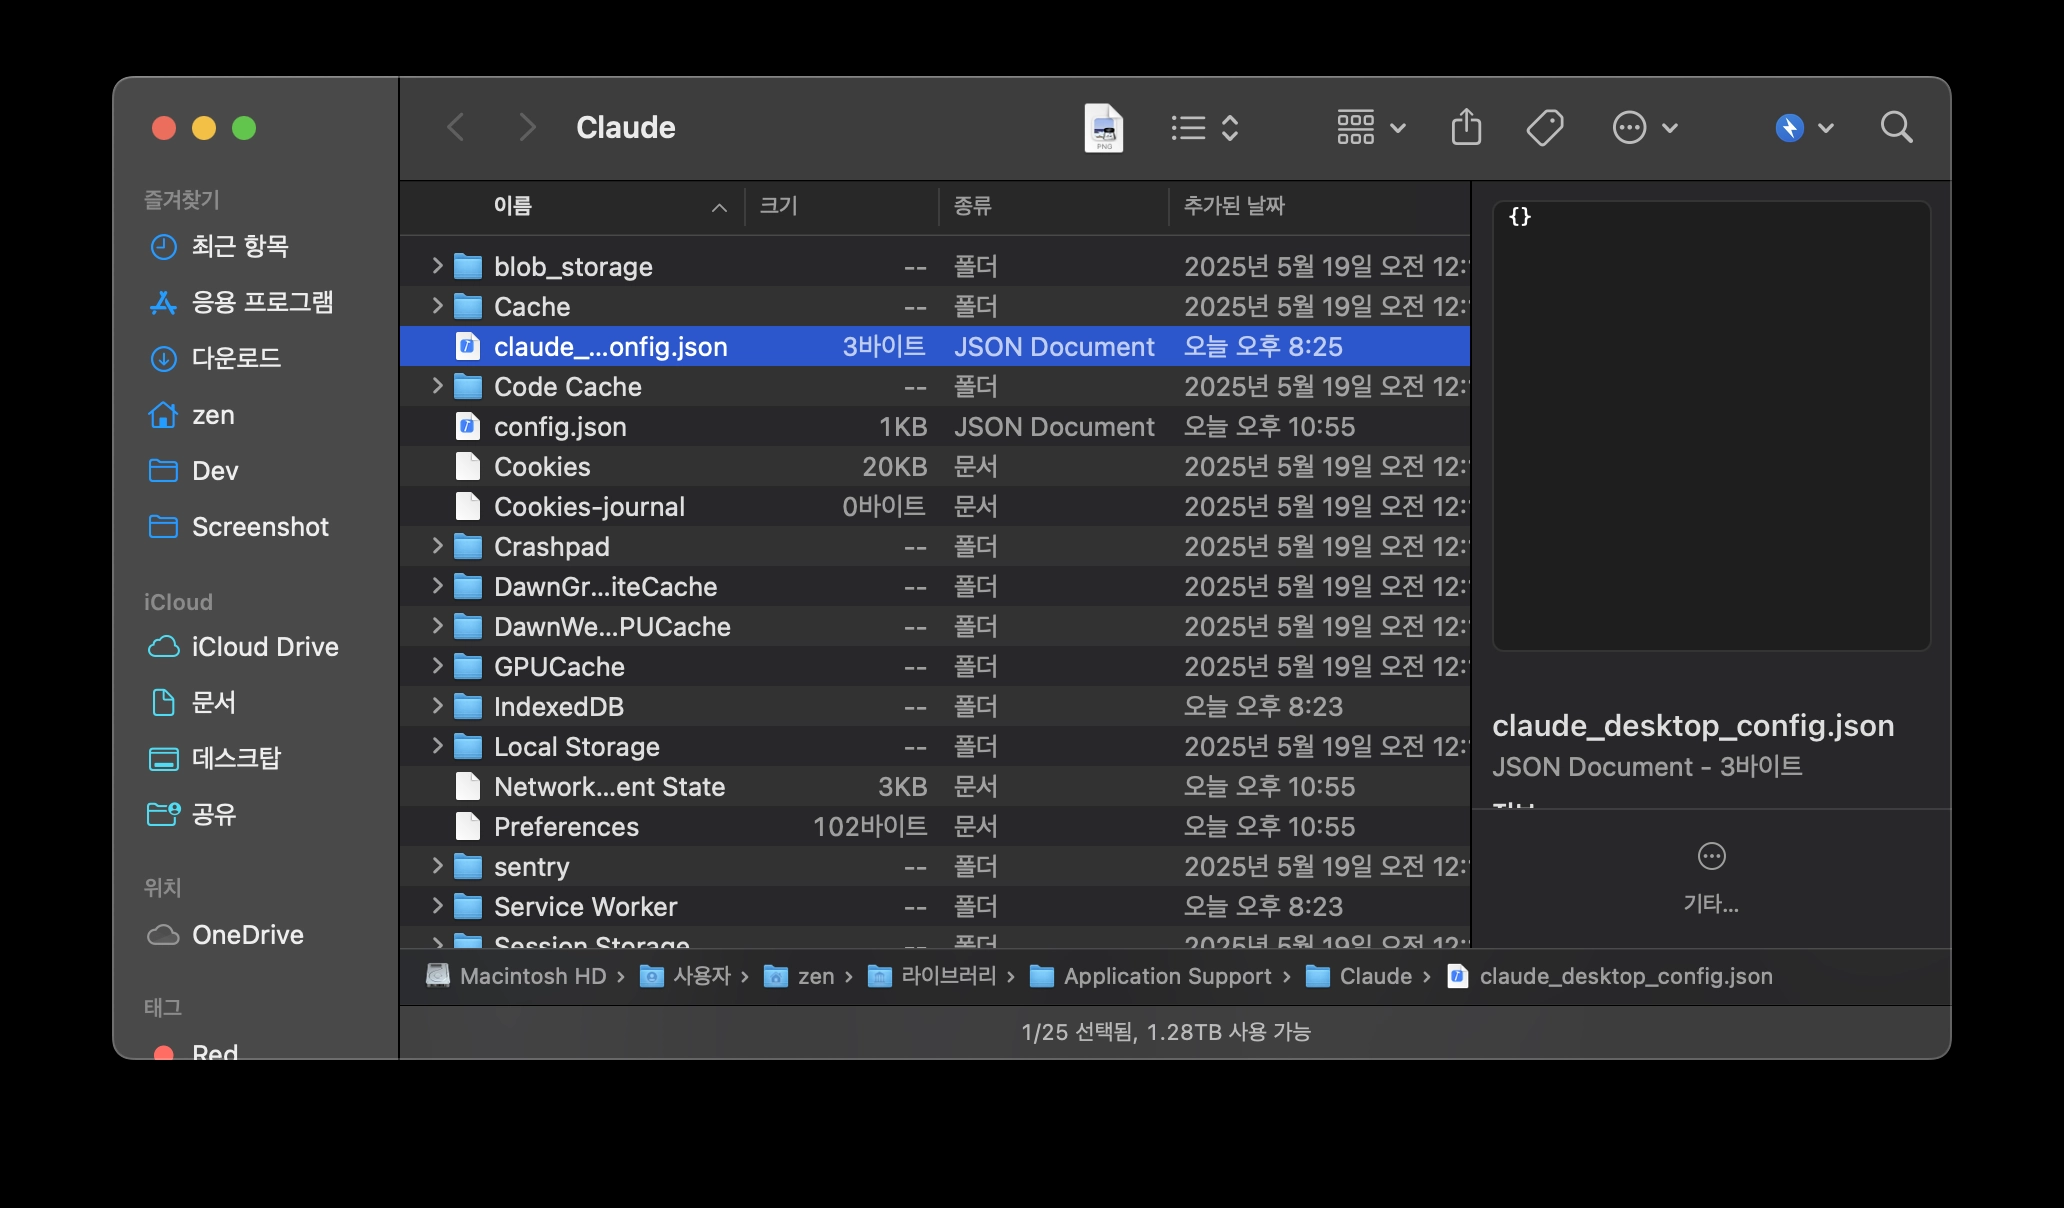 Claude
PNG
즐겨찾기
최근 항목
응용 프로그램
다운로드
zen
Dev
Screenshot
iCloud
iCloud Drive
문서
데스크탑
공유
위치
OneDrive
태그
Red
이름 크기 종류 추가된 날짜
blob_storage -- 폴더 2025년 5월 19일 오전 12:
Cache -- 폴더 2025년 5월 19일 오전 12:
claude_...onfig.json 3바이트 JSON Document 오늘 오후 8:25
Code Cache -- 폴더 2025년 5월 19일 오전 12:
config.json 1KB JSON Document 오늘 오후 10:55
Cookies 20KB 문서 2025년 5월 19일 오전 12:
Cookies-journal 0바이트 문서 2025년 5월 19일 오전 12:
Crashpad -- 폴더 2025년 5월 19일 오전 12:
DawnGr...iteCache -- 폴더 2025년 5월 19일 오전 12:
DawnWe...PUCache -- 폴더 2025년 5월 19일 오전 12:
GPUCache -- 폴더 2025년 5월 19일 오전 12:
IndexedDB -- 폴더 오늘 오후 8:23
Local Storage -- 폴더 2025년 5월 19일 오전 12:
Network...ent State 3KB 문서 오늘 오후 10:55
Preferences 102바이트 문서 오늘 오후 10:55
sentry -- 폴더 2025년 5월 19일 오전 12:
Service Worker -- 폴더 오늘 오후 8:23
Session Storage -- 폴더 2025년 5월 19일 오전 12:
{}
claude_desktop_config.json
JSON Document - 3바이트
기타...
Macintosh HD › 사용자 › zen › 라이브러리 › Application Support › Claude › claude_desktop_config.json
1/25 선택됨, 1.28TB 사용 가능